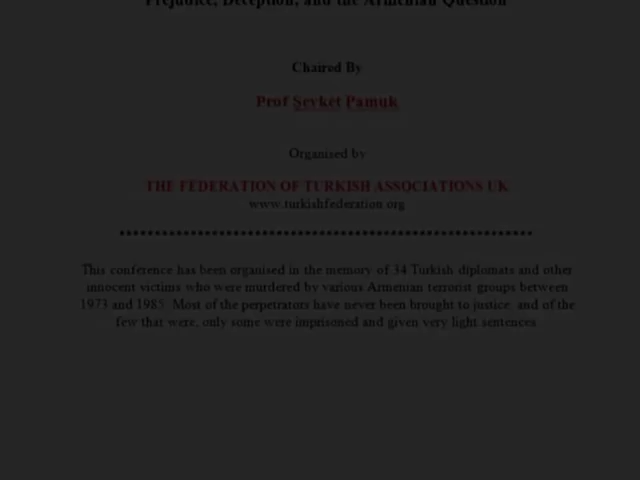 Prejudice, Deception, and the Armenian Question
Chaired By
Prof Sevket Pamuk
Organised by
THE FEDERATION OF TURKISH ASSOCIATIONS UK
www.turkishfederation.org
This conference has been organised in the memory of 34 Turkish diplomats and other
innocent victims who were murdered by various Armenian terrorist groups between
1973 and 1985. Most of the perpetrators have never been brought to justice, and of the
few that were, only some were imprisoned and given very light sentences.